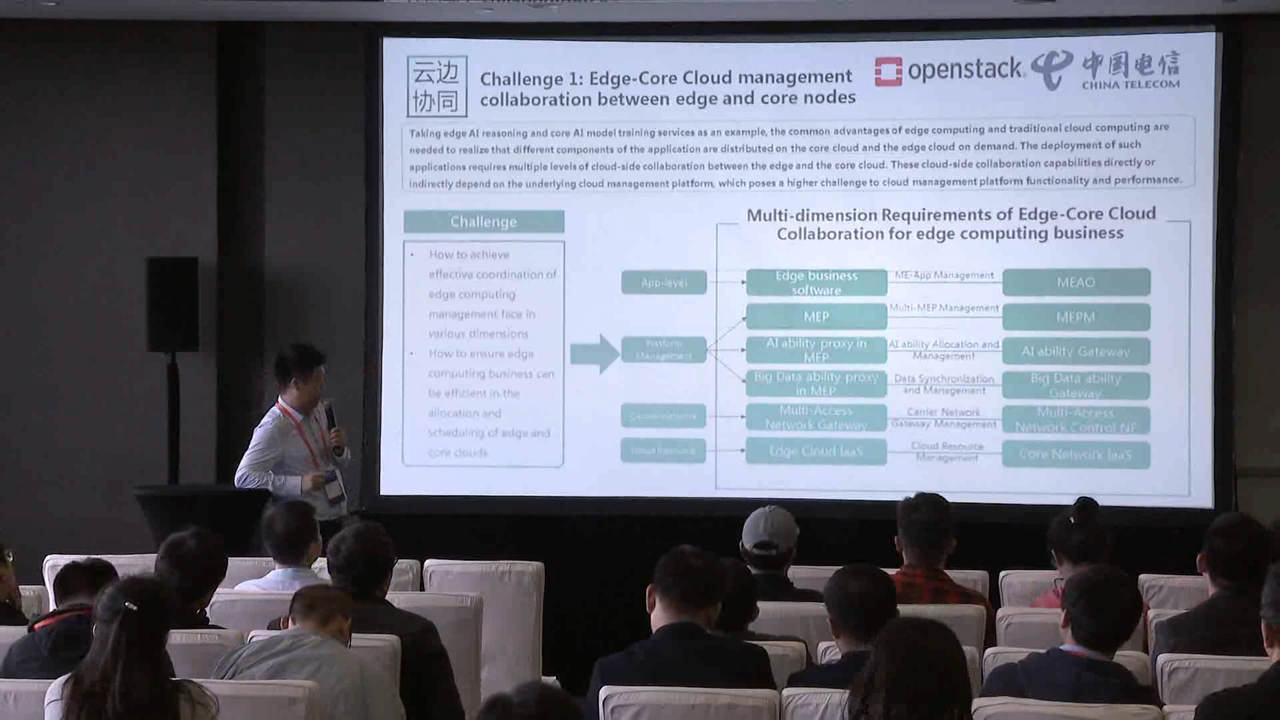 云边
协同
Challenge 1: Edge-Core Cloud management
collaboration between edge and core nodes
openstack
中国电信
CHINA TELECOM
Taking edge AI reasoning and core AI model training services as an example, the common advantages of edge computing and traditional cloud computing are
needed to realize that different components of the application are distributed on the core cloud and the edge cloud on demand. The deployment of such
applications requires multiple levels of cloud-side collaboration between the edge and the core cloud. These cloud-side collaboration capabilities directly or
indirectly depend on the underlying cloud management platform, which poses a higher challenge to cloud management platform functionality and performance.
Challenge
• How to achieve
effective coordination of
edge computing
management face in
various dimensions
• How to ensure edge
computing business can
be efficient in the
allocation and
scheduling of edge and
core clouds
Multi-dimension Requirements of Edge-Core Cloud
Collaboration for edge computing business
App-level
Edge business
software
ME-App Management
MEAO
MEP
Multi-MEP Management
MEPM
Platform
Management
AI ability proxy in
MEP
AI ability Allocation and
Management
AI ability Gateway
Big Data ability proxy
in MEP
Data Synchronization
and Management
Big Data ability
Gateway
Multi-Access
Network Gateway
Carrier Network
Gateway Management
Multi-Access
Network Control NF
Cloud Resource
Edge Cloud IaaS
Cloud Resource
Management
Core Network IaaS